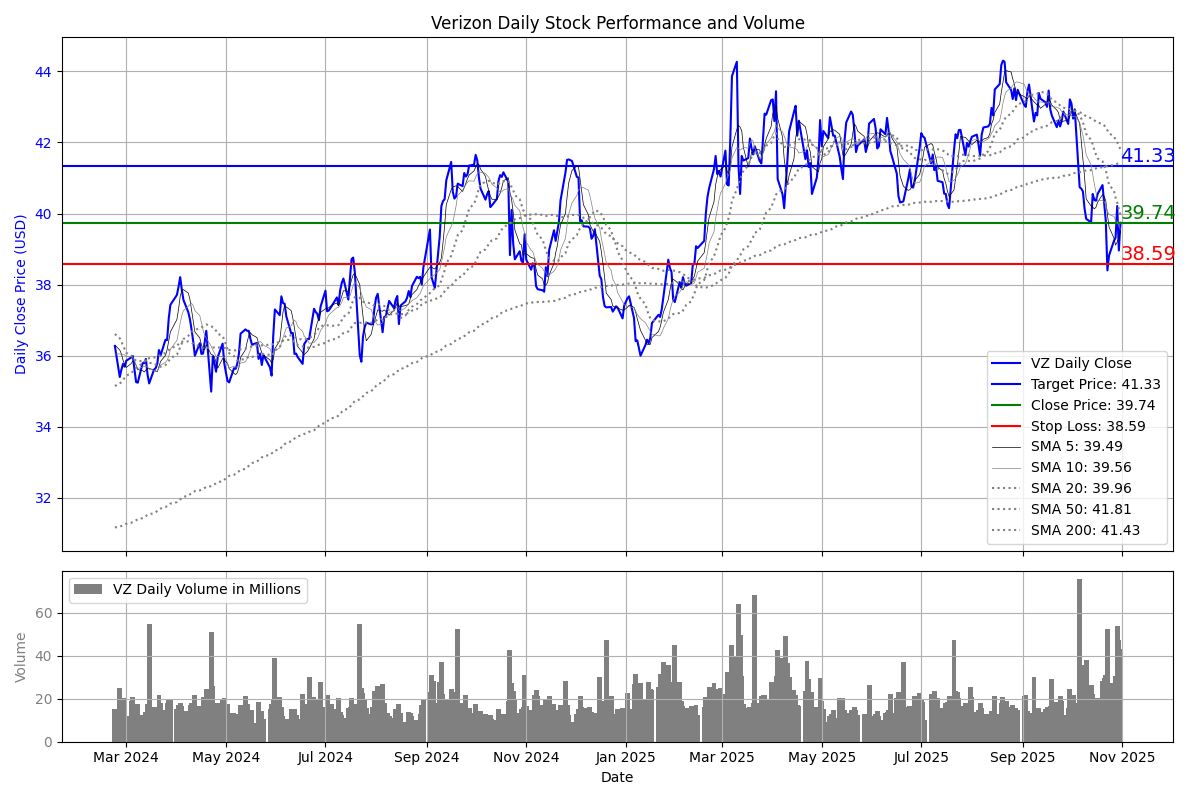 Verizon Daily Stock Performance and Volume
Daily Close Price (USD)
44
42
40
38
36
34
32
41.33
39.74
38.59
VZ Daily Close
Target Price: 41.33
Close Price: 39.74
Stop Loss: 38.59
SMA 5: 39.49
SMA 10: 39.56
SMA 20: 39.96
SMA 50: 41.81
SMA 200: 41.43
VZ Daily Volume in Millions
Volume
60
40
20
0
Mar 2024 May 2024 Jul 2024 Sep 2024 Nov 2024 Jan 2025 Mar 2025 May 2025 Jul 2025 Sep 2025 Nov 2025
Date